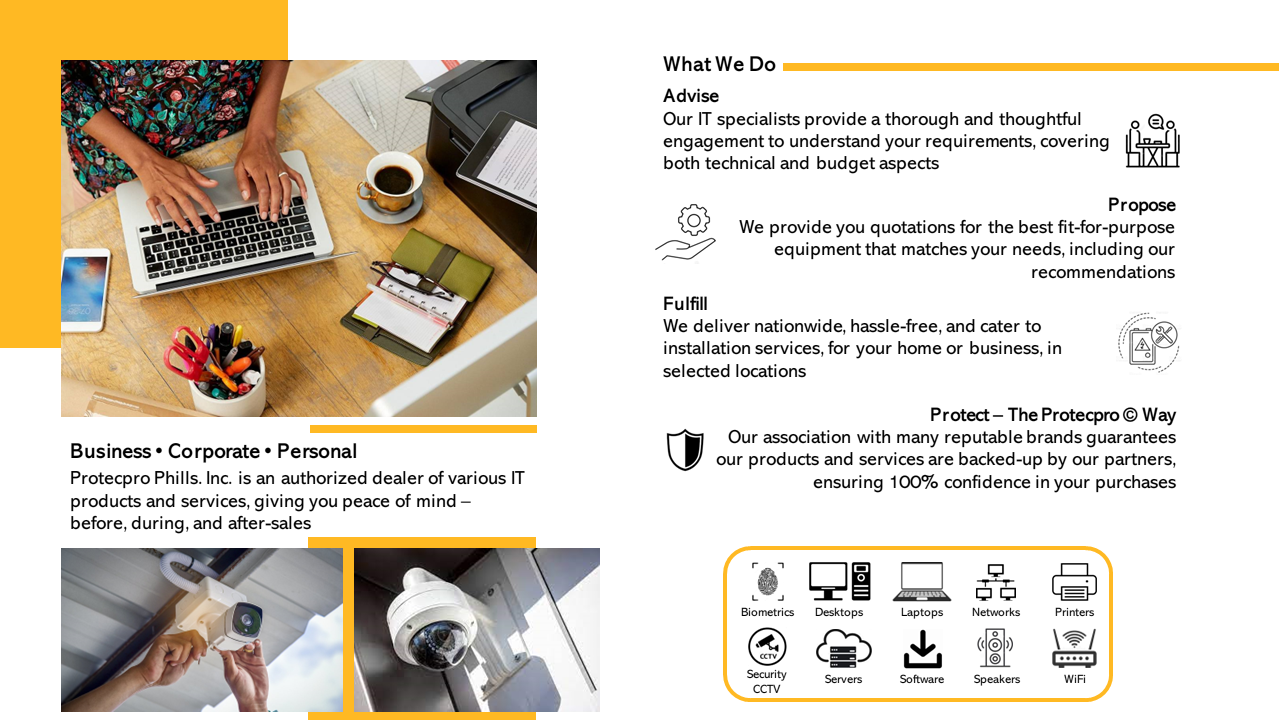 Business • Corporate • Personal
Protecpro Phills. Inc. is an authorized dealer of various IT
products and services, giving you peace of mind –
before, during, and after-sales
What We Do
Advise
Our IT specialists provide a thorough and thoughtful
engagement to understand your requirements, covering
both technical and budget aspects
Propose
We provide you quotations for the best fit-for-purpose
equipment that matches your needs, including our
recommendations
Fulfill
We deliver nationwide, hassle-free, and cater to
installation services, for your home or business, in
selected locations
Protect – The Protecpro © Way
Our association with many reputable brands guarantees
our products and services are backed-up by our partners,
ensuring 100% confidence in your purchases
Biometrics
Desktops
Laptops
Networks
Printers
CCTV
Security
CCTV
Servers
Software
Speakers
WiFi